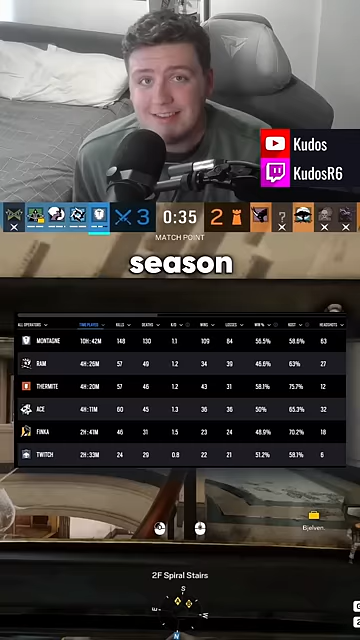 Kudos
KudosR6
3 0:35 2
MATCH POINT
season
ALL OPERATORS TIME PLAYED KILLS DEATHS K/D WINS LOSSES WIN % KOST HEADSHOTS
MONTAGNE 10H: 42M 148 130 1.1 109 84 56.5% 58.6% 63
RAM 4H: 26M 57 49 1.2 34 39 46.6% 63% 27
THERMITE 4H: 20M 57 46 1.2 43 31 58.1% 75.7% 12
ACE 4H: 11M 60 45 1.3 36 36 50% 65.3% 32
FINKA 2H: 41M 46 31 1.5 23 24 48.9% 70.2% 18
TWITCH 2H: 33M 24 29 0.8 22 21 51.2% 58.1% 6
Bjelven
2F Spiral Stairs
S
E W
N